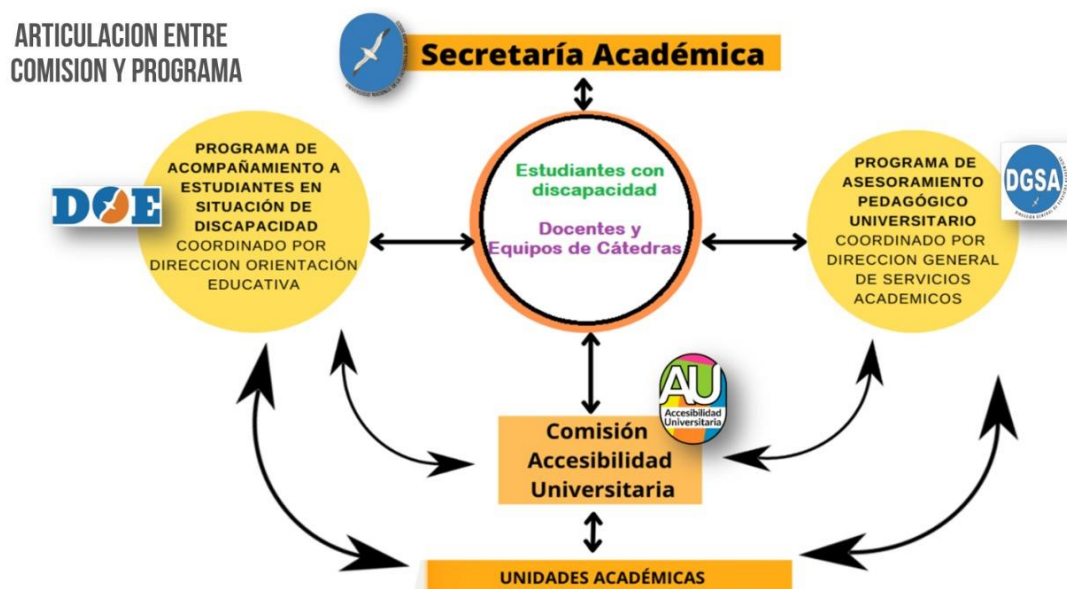 ARTICULACION ENTRE
COMISION Y PROGRAMA
Secretaría Académica
PROGRAMA DE
ACOMPAÑAMIENTO A
ESTUDIANTES EN
SITUACIÓN DE
DISCAPACIDAD
COORDINADO POR
DIRECCION ORIENTACIÓN
EDUCATIVA
DOE
Estudiantes con
discapacidad
Docentes y
Equipos de Cátedras
PROGRAMA DE
ASESORAMIENTO
PEDAGÓGICO
UNIVERSITARIO
COORDINADO POR
DIRECCION GENERAL
DE SERVICIOS
ACADEMICOS
DGSA
AU
Accesibilidad
Universitaria
Comisión
Accesibilidad
Universitaria
UNIDADES ACADÉMICAS